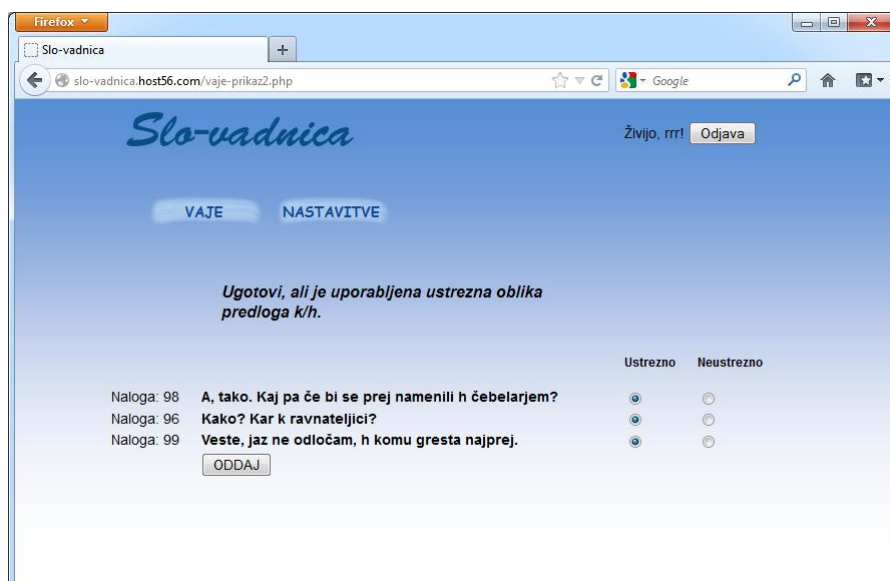 Firefox
Slo-vadnica
slo-vadnica.host56.com/vaje-prikaz2.php
Google
Slo-vadnica
Živijo, rrr! Odjava
VAJE NASTAVITVE
Ugotovi, ali je uporabljena ustrezna oblika
predloga k/h.
Ustrezno Neustrezno
Naloga: 98 A, tako. Kaj pa če bi se prej namenili h čebelarjem?
Naloga: 96 Kako? Kar k ravnateljici?
Naloga: 99 Veste, jaz ne odločam, h komu gresta najprej.
ODDAJ